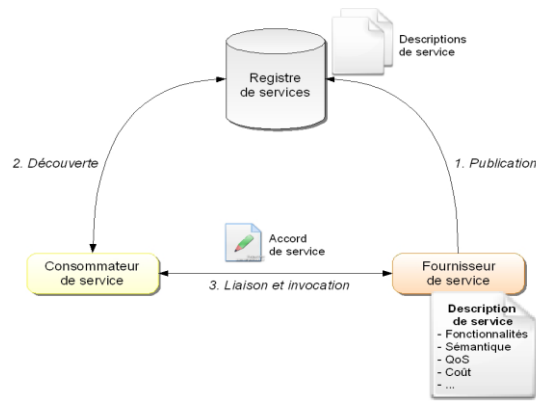 Descriptions
de service
Registre
de services
2. Découverte
1. Publication
Accord
de service
Consommateur
de service
3. Liaison et invocation
Fournisseur
de service
Description
de service
- Fonctionnalités
- Sémantique
- QoS
- Coût
- ...